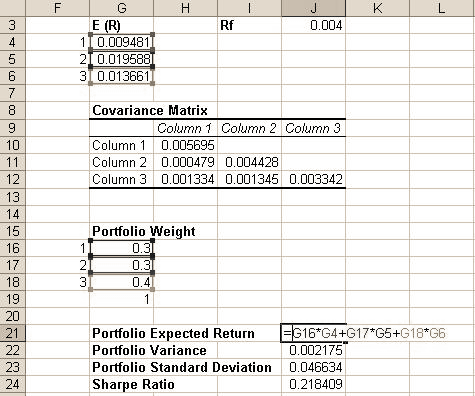 F G H I J K L
3 E (R) Rf 0.004
4 1 0.009481
5 2 0.019588
6 3 0.013661
7
8 Covariance Matrix
9 Column 1 Column 2 Column 3
10 Column 1 0.005695
11 Column 2 0.000479 0.004428
12 Column 3 0.001334 0.001345 0.003342
13
14
15 Portfolio Weight
16 1 0.3
17 2 0.3
18 3 0.4
19 1
20
21 Portfolio Expected Return =G16*G4+G17*G5+G18*G6
22 Portfolio Variance 0.002175
23 Portfolio Standard Deviation 0.046634
24 Sharpe Ratio 0.218409